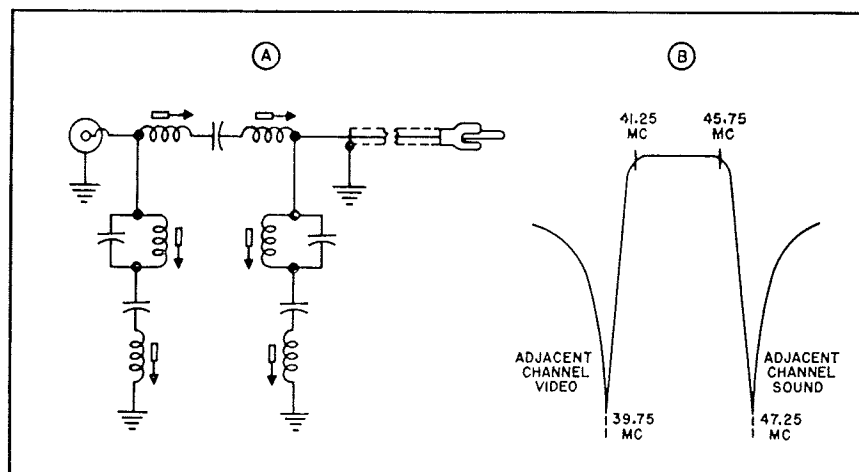 A
B
41.25
MC
45.75
MC
ADJACENT
CHANNEL
VIDEO
ADJACENT
CHANNEL
SOUND
39.75
MC
47.25
MC